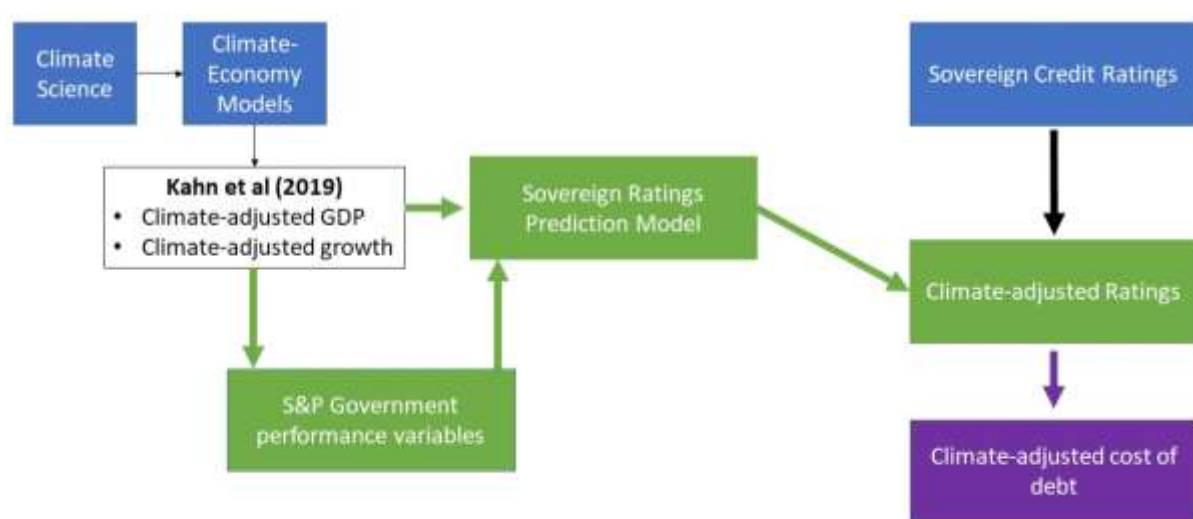 Climate
Science
Climate-
Economy
Models
Sovereign Credit Ratings
Kahn et al (2019)
• Climate-adjusted GDP
• Climate-adjusted growth
Sovereign Ratings
Prediction Model
Climate-adjusted Ratings
S&P Government
performance variables
Climate-adjusted cost of
debt